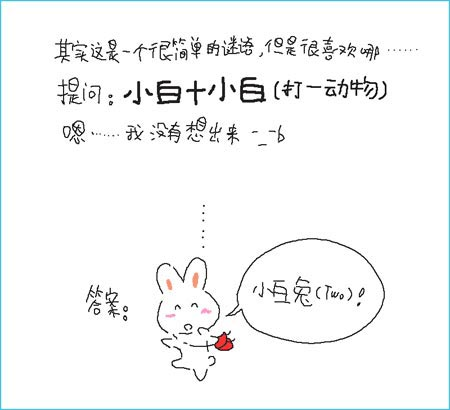 其实这是一个很简单的谜语，但是很喜欢哪……
提问：小白十小白(打一动物)
嗯……我没有想出来 -_-b
……
答案：
小白兔(Two)!